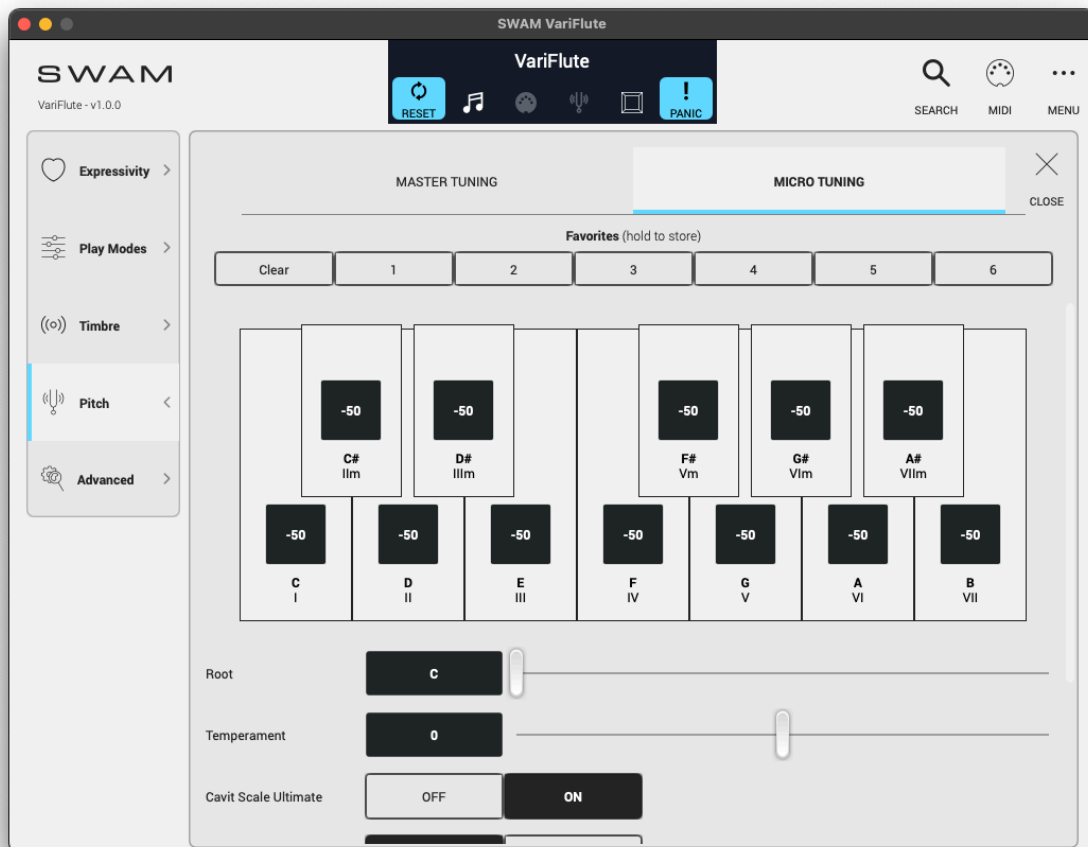 SWAM VariFlute
SWAM
VariFlute - v1.0.0
VariFlute
RESET
PANIC
SEARCH
MIDI
MENU
Expressivity
Play Modes
Timbre
Pitch
Advanced
MASTER TUNING
MICRO TUNING
CLOSE
Favorites (hold to store)
Clear 1 2 3 4 5 6
-50 -50 -50 -50 -50
C# D# F# G# A#
IIm IIIm Vm VIm VIIm
-50 -50 -50 -50 -50 -50 -50
C D E F G A B
I II III IV V VI VII
Root C
Temperament 0
Cavit Scale Ultimate OFF ON